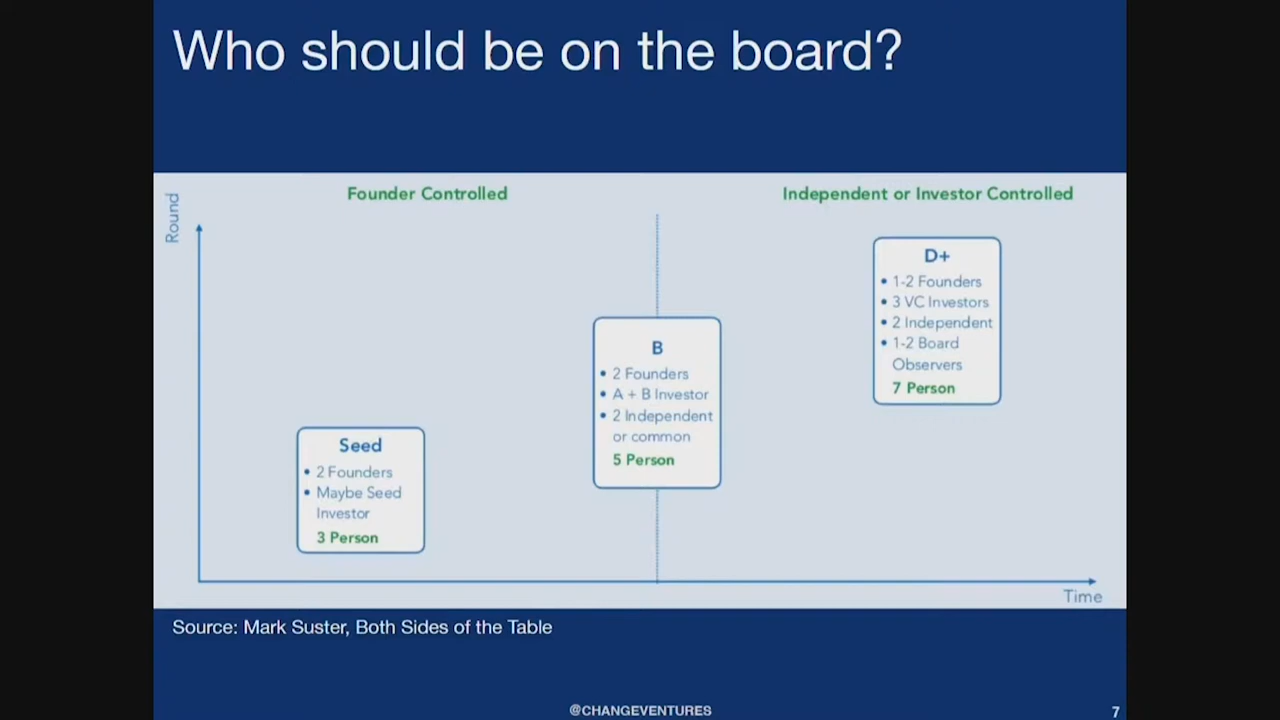 Who should be on the board?
Founder Controlled
Independent or Investor Controlled
Round
D+
• 1-2 Founders
• 3 VC Investors
• 2 Independent
• 1-2 Board
Observers
7 Person
B
• 2 Founders
• A + B Investor
• 2 Independent
or common
5 Person
Seed
• 2 Founders
• Maybe Seed
Investor
3 Person
Time
Source: Mark Suster, Both Sides of the Table
@CHANGEVENTURES
7